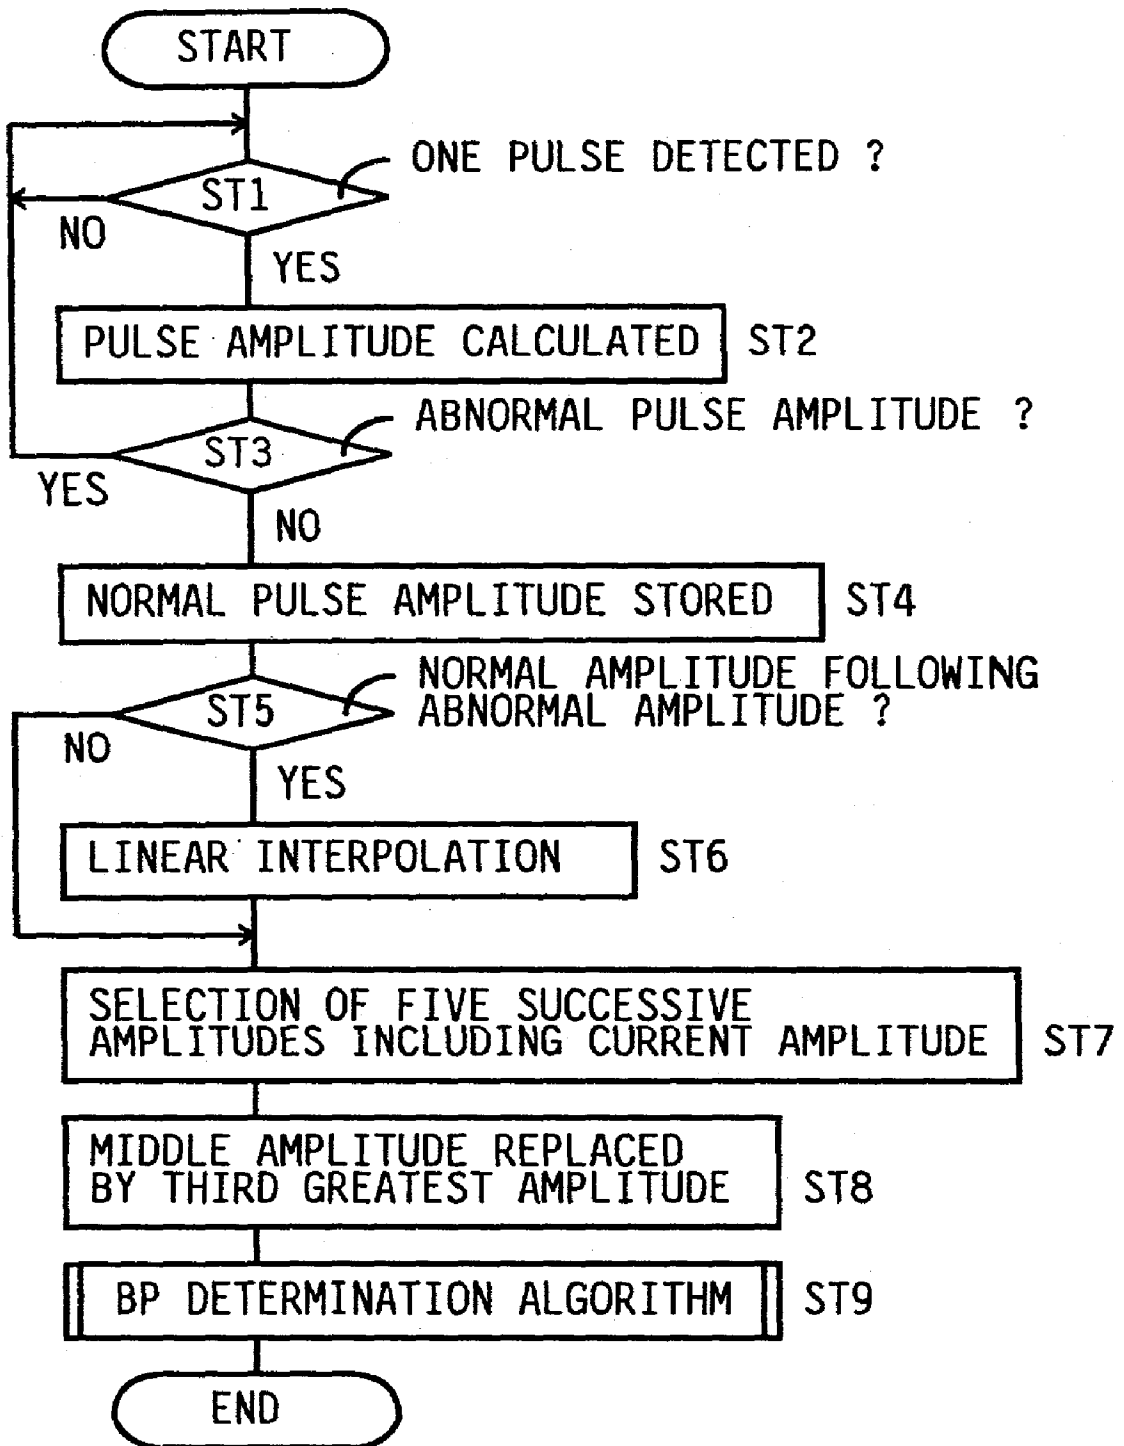 START
ONE PULSE DETECTED ?
ST1
NO
YES
PULSE AMPLITUDE CALCULATED
ST2
ABNORMAL PULSE AMPLITUDE ?
ST3
YES
NO
NORMAL PULSE AMPLITUDE STORED
ST4
NORMAL AMPLITUDE FOLLOWING
ABNORMAL AMPLITUDE ?
ST5
NO
YES
LINEAR INTERPOLATION
ST6
SELECTION OF FIVE SUCCESSIVE
AMPLITUDES INCLUDING CURRENT AMPLITUDE
ST7
MIDDLE AMPLITUDE REPLACED
BY THIRD GREATEST AMPLITUDE
ST8
BP DETERMINATION ALGORITHM
ST9
END